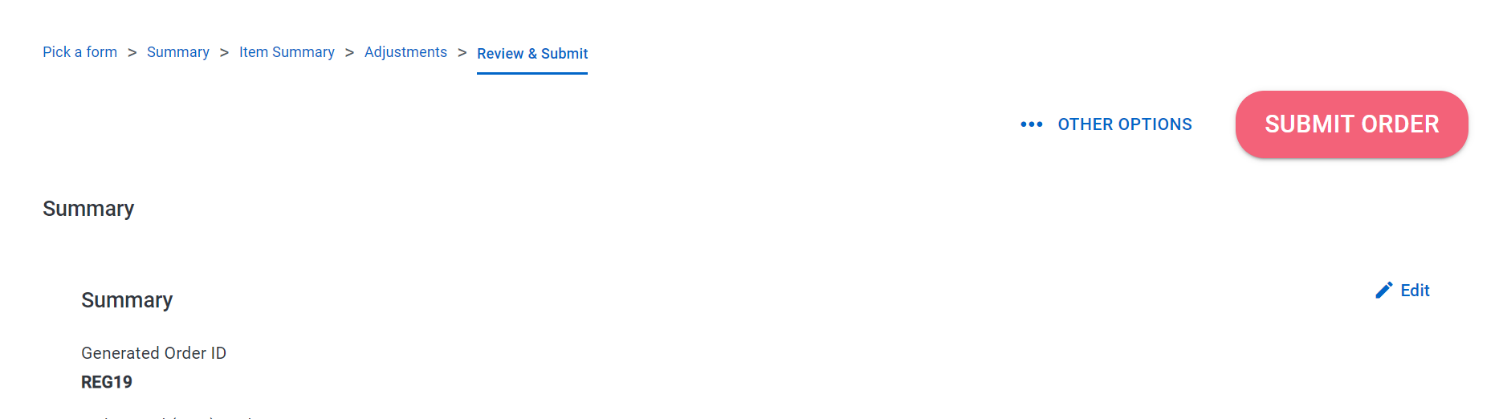 Pick a form > Summary > Item Summary > Adjustments > Review & Submit
••• OTHER OPTIONS SUBMIT ORDER
Summary
Summary
Edit
Generated Order ID
REG19